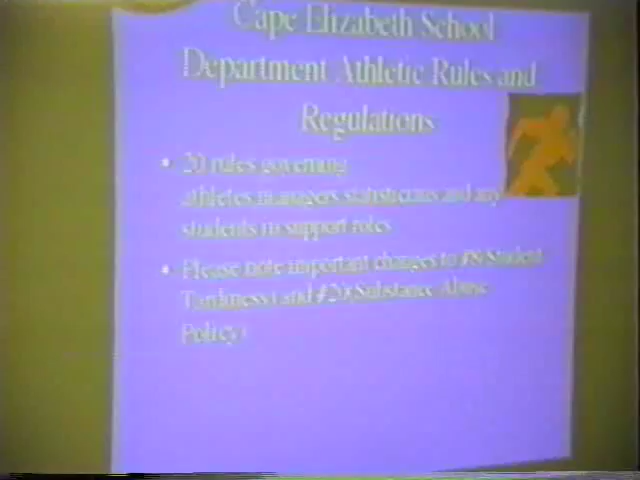 Cape Elizabeth School
Department Athletic Rules and
Regulations
• 20 rules governing
athletes managers statisticians and any
students in support roles
• Please note important changes to #8(Student
Tardiness) and #20(Substance Abuse
Policy)